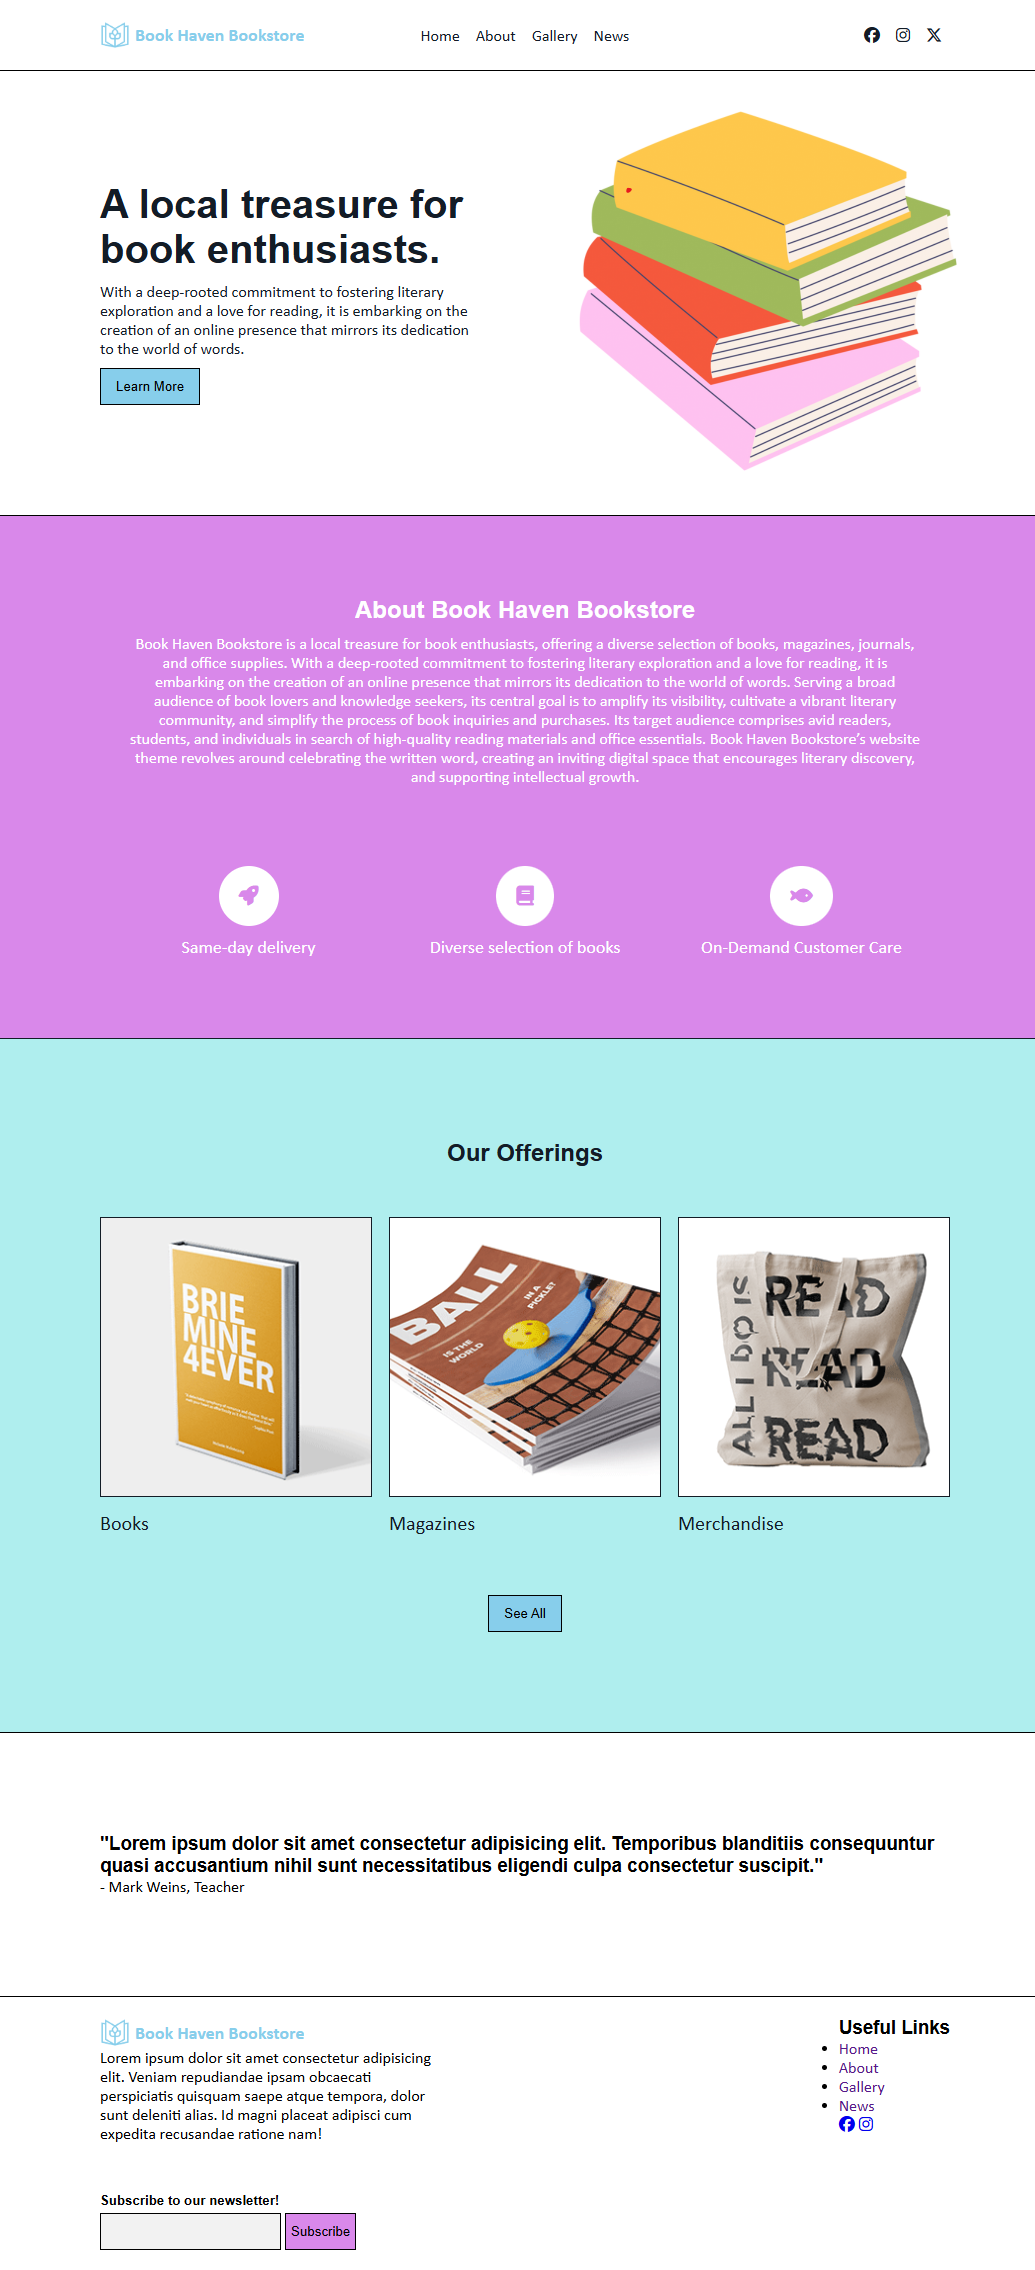 Book Haven Bookstore
Home About Gallery News
A local treasure for
book enthusiasts.
With a deep-rooted commitment to fostering literary
exploration and a love for reading, it is embarking on the
creation of an online presence that mirrors its dedication
to the world of words.
Learn More
About Book Haven Bookstore
Book Haven Bookstore is a local treasure for book enthusiasts, offering a diverse selection of books, magazines, journals,
and office supplies. With a deep-rooted commitment to fostering literary exploration and a love for reading, it is
embarking on the creation of an online presence that mirrors its dedication to the world of words. Serving a broad
audience of book lovers and knowledge seekers, its central goal is to amplify its visibility, cultivate a vibrant literary
community, and simplify the process of book inquiries and purchases. Its target audience comprises avid readers,
students, and individuals in search of high-quality reading materials and office essentials. Book Haven Bookstore’s website
theme revolves around celebrating the written word, creating an inviting digital space that encourages literary discovery,
and supporting intellectual growth.
Same-day delivery
Diverse selection of books
On-Demand Customer Care
Our Offerings
BRIE
MINE
4EVER
BALL
IN A
PICKLET
IS THE
WORLD
ALL I DO IS
READ
READ
READ
Books
Magazines
Merchandise
See All
"Lorem ipsum dolor sit amet consectetur adipisicing elit. Temporibus blanditiis consequuntur
quasi accusantium nihil sunt necessitatibus eligendi culpa consectetur suscipit."
- Mark Weins, Teacher
Book Haven Bookstore
Lorem ipsum dolor sit amet consectetur adipisicing
elit. Veniam repudiandae ipsam obcaecati
perspiciatis quisquam saepe atque tempora, dolor
sunt deleniti alias. Id magni placeat adipisci cum
expedita recusandae ratione nam!
Useful Links
Home
About
Gallery
News
Subscribe to our newsletter!
Subscribe